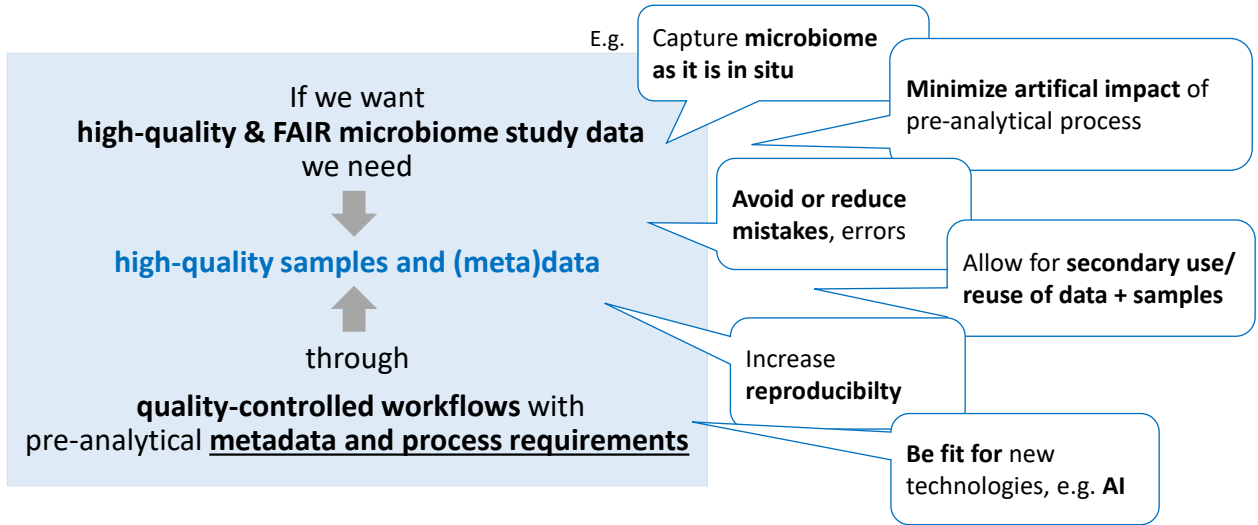 If we want
high-quality & FAIR microbiome study data
we need
high-quality samples and (meta)data
through
quality-controlled workflows with
pre-analytical metadata and process requirements
E.g.
Capture microbiome
as it is in situ
Minimize artifical impact of
pre-analytical process
Avoid or reduce
mistakes, errors
Allow for secondary use/
reuse of data + samples
Increase
reproducibilty
Be fit for new
technologies, e.g. AI